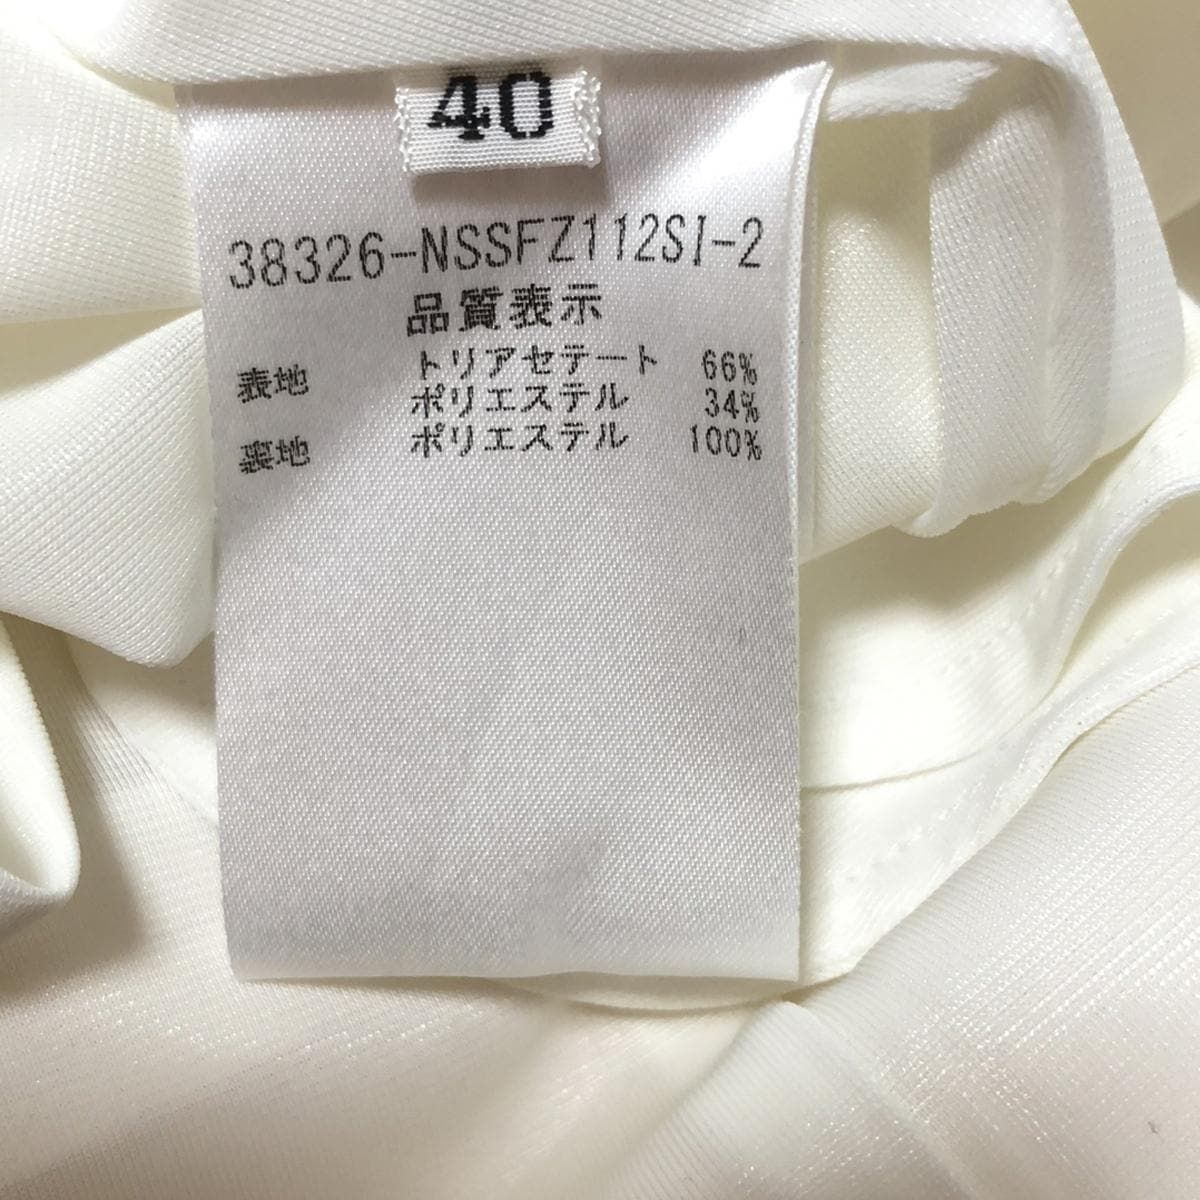 40
38326-NSSFZ112SI-2
品質表示
表地 トリアセテート 66%
ポリエステル 34%
裏地 ポリエステル 100%